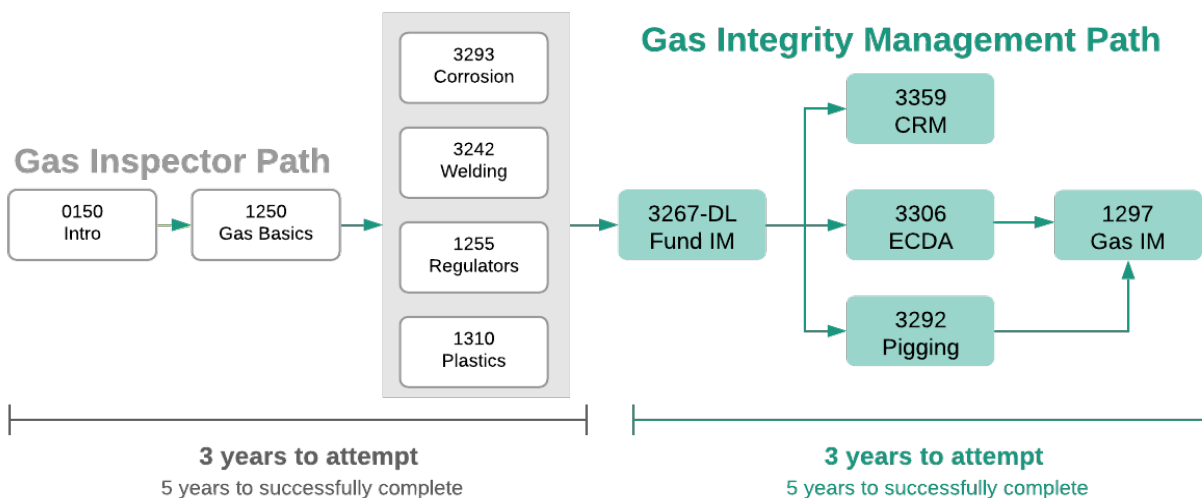 Gas Inspector Path
0150
Intro
1250
Gas Basics
3293
Corrosion
3242
Welding
1255
Regulators
1310
Plastics
3 years to attempt
5 years to successfully complete
Gas Integrity Management Path
3267-DL
Fund IM
3359
CRM
3306
ECDA
3292
Pigging
1297
Gas IM
3 years to attempt
5 years to successfully complete